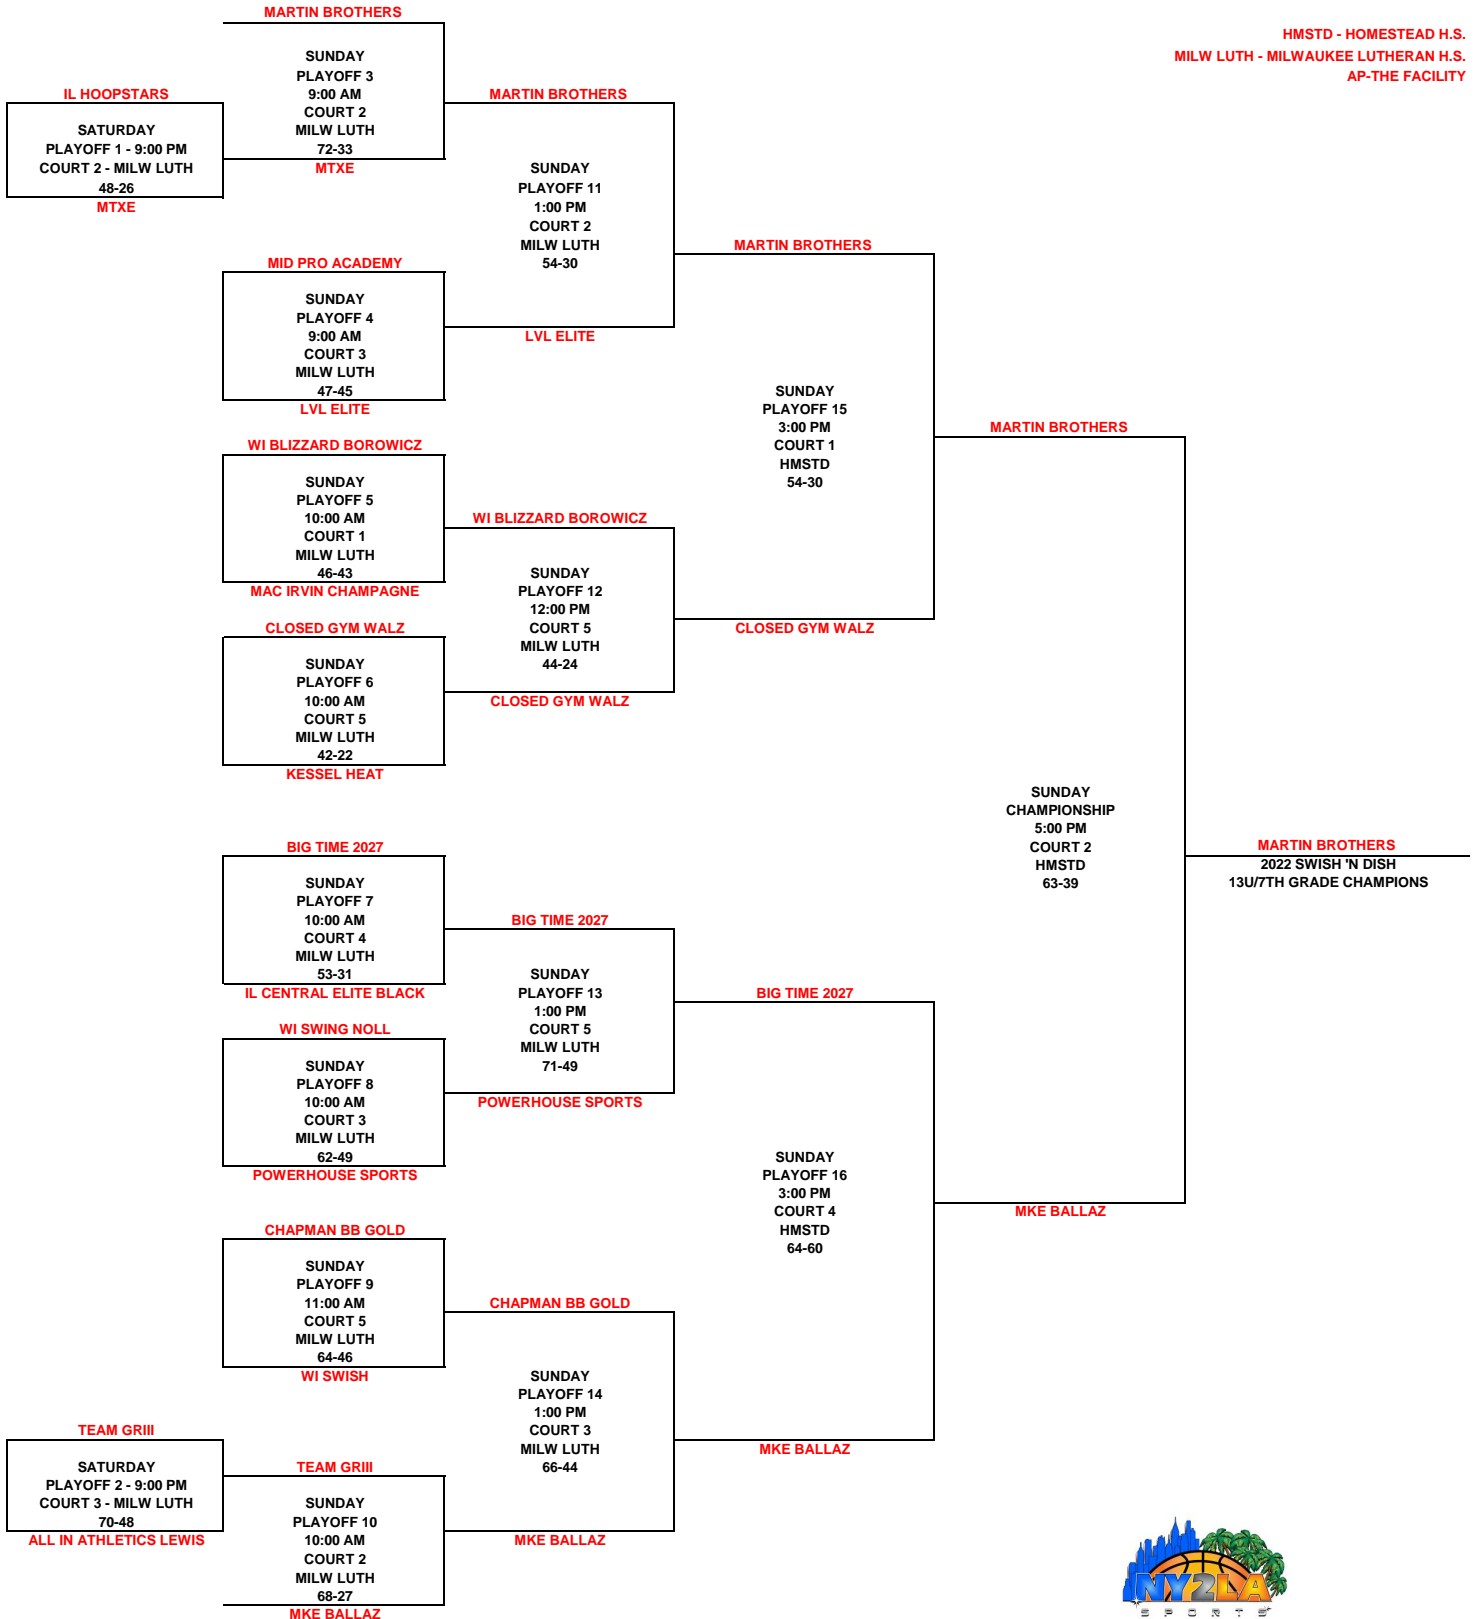 HMSTD - HOMESTEAD H.S.
MILW LUTH - MILWAUKEE LUTHERAN H.S.
AP-THE FACILITY
IL HOOPSTARS
SATURDAY
PLAYOFF 1 - 9:00 PM
COURT 2 - MILW LUTH
48-26
MTXE
TEAM GRIII
SATURDAY
PLAYOFF 2 - 9:00 PM
COURT 3 - MILW LUTH
70-48
ALL IN ATHLETICS LEWIS
MARTIN BROTHERS
SUNDAY
PLAYOFF 3
9:00 AM
COURT 2
MILW LUTH
72-33
MTXE
MID PRO ACADEMY
SUNDAY
PLAYOFF 4
9:00 AM
COURT 3
MILW LUTH
47-45
LVL ELITE
WI BLIZZARD BOROWICZ
SUNDAY
PLAYOFF 5
10:00 AM
COURT 1
MILW LUTH
46-43
MAC IRVIN CHAMPAGNE
CLOSED GYM WALZ
SUNDAY
PLAYOFF 6
10:00 AM
COURT 5
MILW LUTH
42-22
KESSEL HEAT
BIG TIME 2027
SUNDAY
PLAYOFF 7
10:00 AM
COURT 4
MILW LUTH
53-31
IL CENTRAL ELITE BLACK
WI SWING NOLL
SUNDAY
PLAYOFF 8
10:00 AM
COURT 3
MILW LUTH
62-49
POWERHOUSE SPORTS
CHAPMAN BB GOLD
SUNDAY
PLAYOFF 9
11:00 AM
COURT 5
MILW LUTH
64-46
WI SWISH
TEAM GRIII
SUNDAY
PLAYOFF 10
10:00 AM
COURT 2
MILW LUTH
68-27
MKE BALLAZ
MARTIN BROTHERS
SUNDAY
PLAYOFF 11
1:00 PM
COURT 2
MILW LUTH
54-30
LVL ELITE
WI BLIZZARD BOROWICZ
SUNDAY
PLAYOFF 12
12:00 PM
COURT 5
MILW LUTH
44-24
CLOSED GYM WALZ
BIG TIME 2027
SUNDAY
PLAYOFF 13
1:00 PM
COURT 5
MILW LUTH
71-49
POWERHOUSE SPORTS
CHAPMAN BB GOLD
SUNDAY
PLAYOFF 14
1:00 PM
COURT 3
MILW LUTH
66-44
MKE BALLAZ
MARTIN BROTHERS
SUNDAY
PLAYOFF 15
3:00 PM
COURT 1
HMSTD
54-30
CLOSED GYM WALZ
BIG TIME 2027
SUNDAY
PLAYOFF 16
3:00 PM
COURT 4
HMSTD
64-60
MKE BALLAZ
MARTIN BROTHERS
SUNDAY
CHAMPIONSHIP
5:00 PM
COURT 2
HMSTD
63-39
MKE BALLAZ
MARTIN BROTHERS
2022 SWISH 'N DISH
13U/7TH GRADE CHAMPIONS
NY2LA
SPORTS